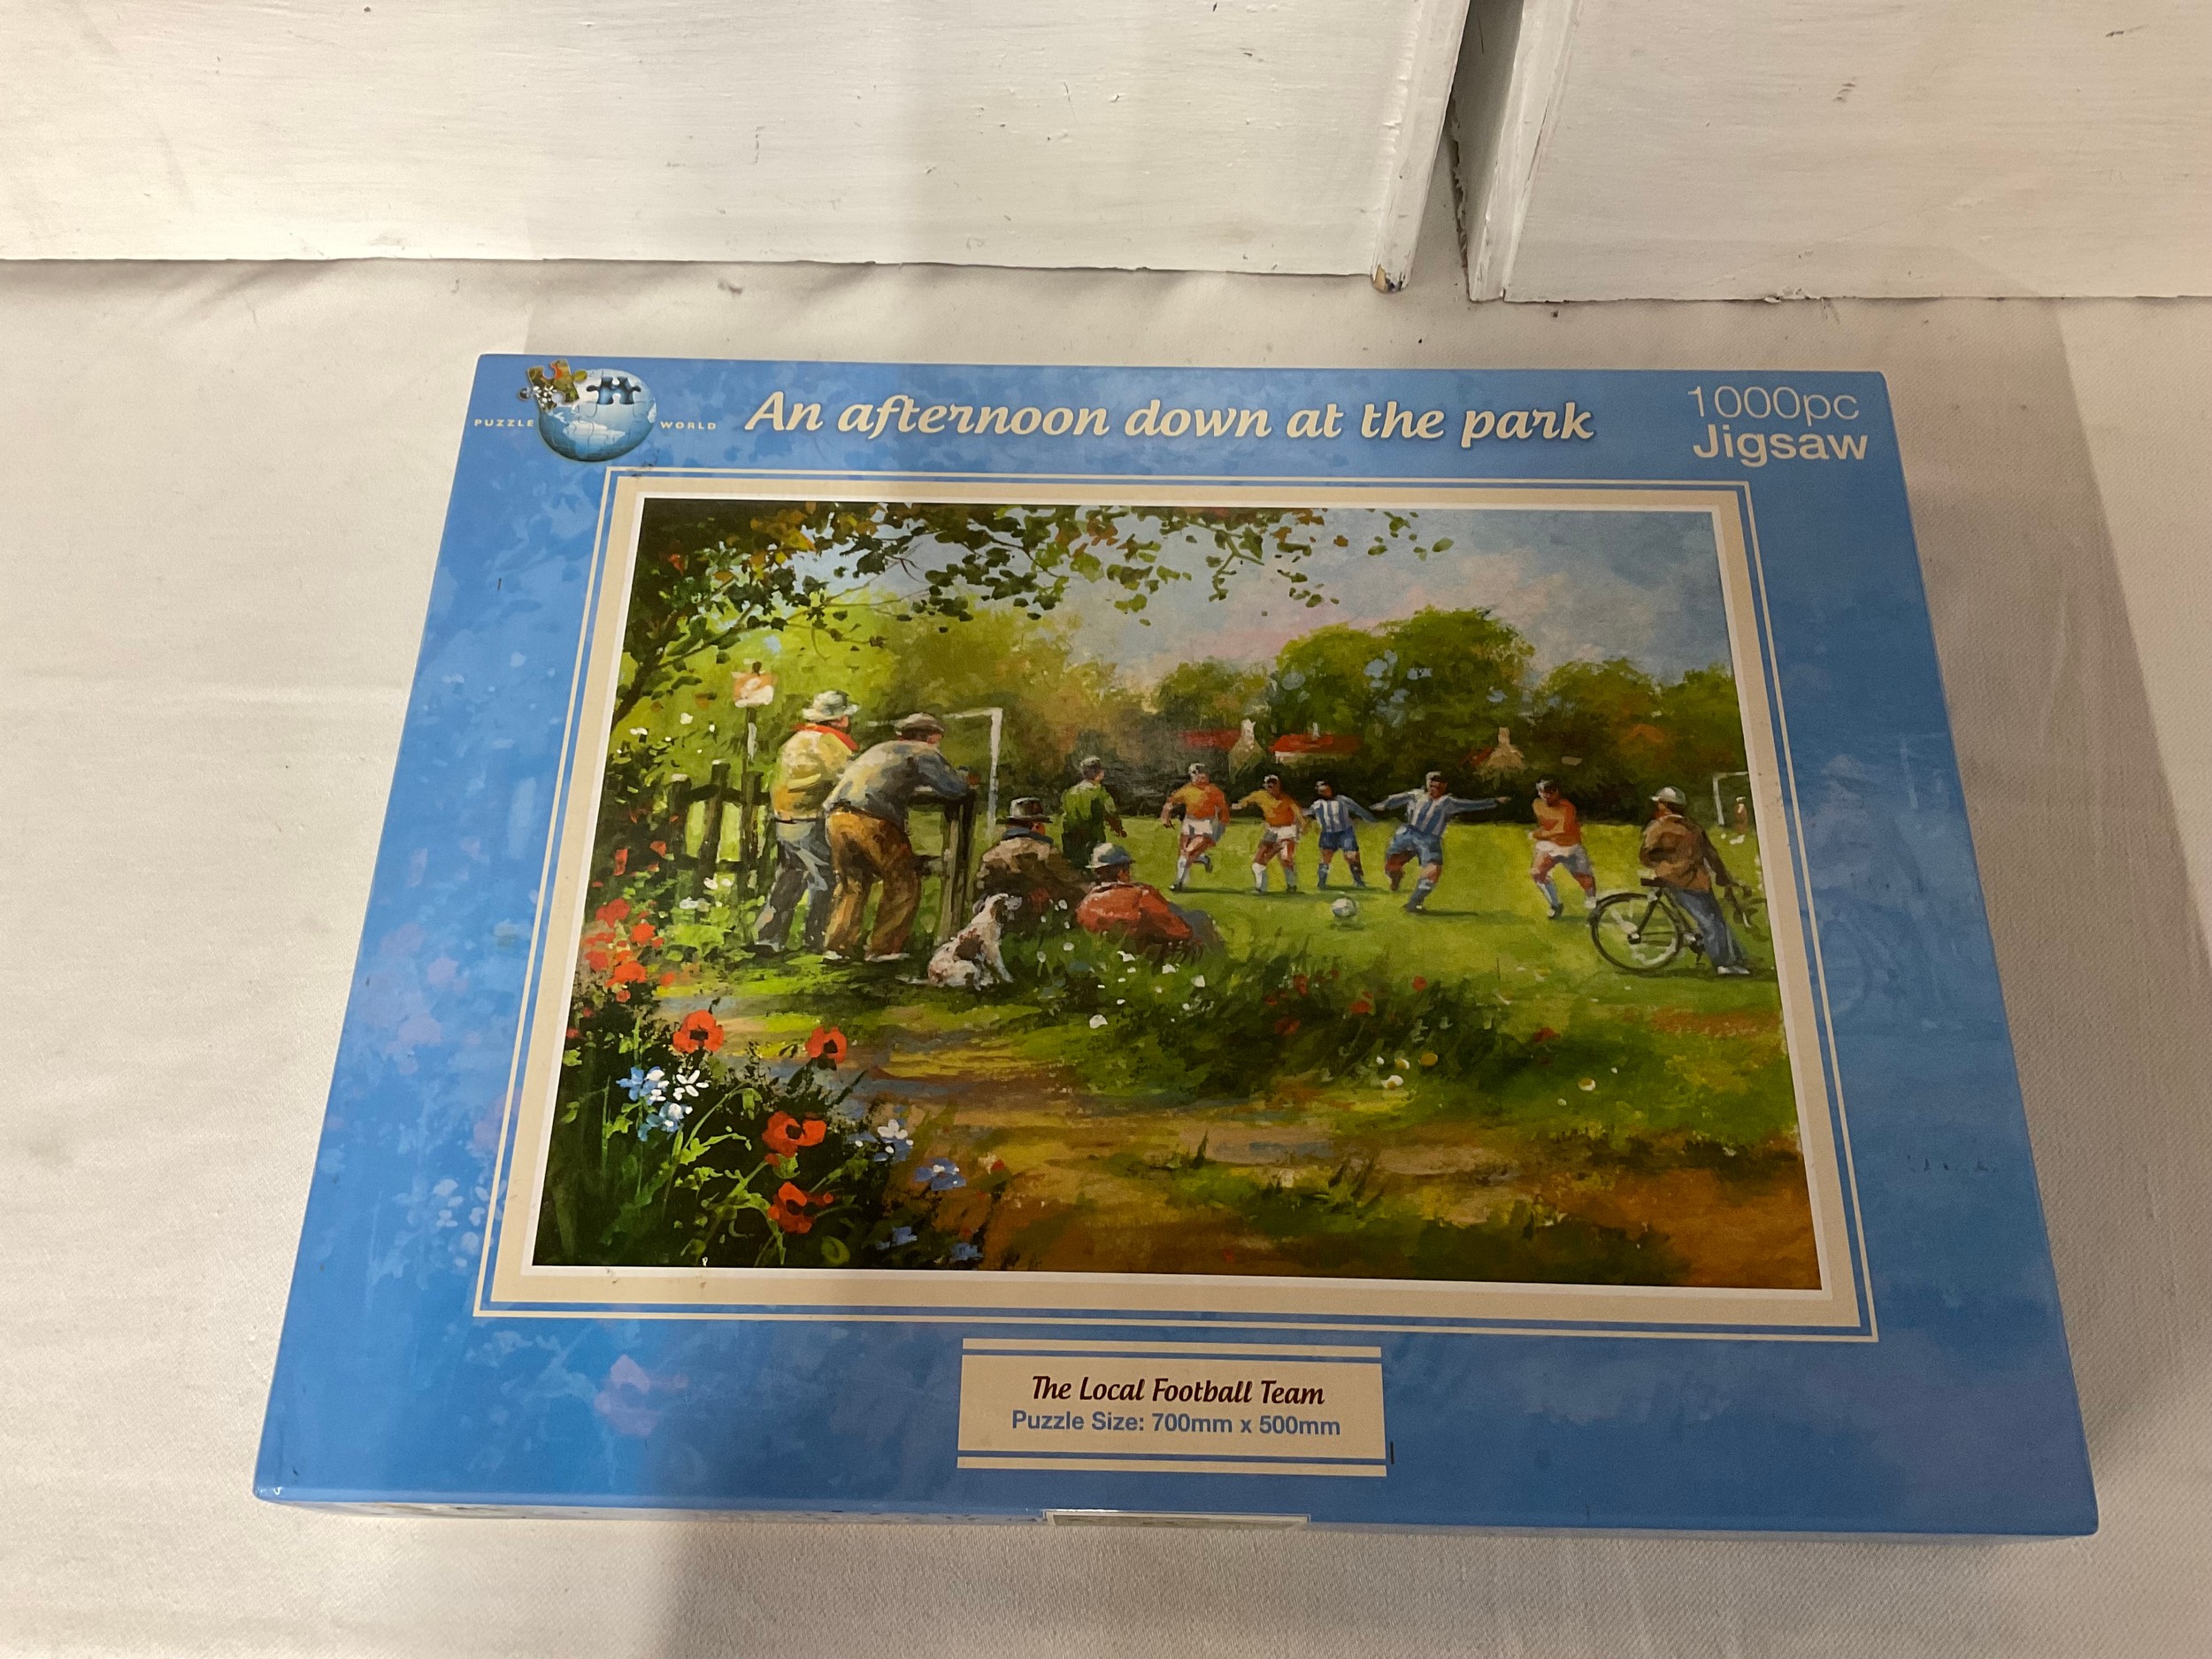 PUZZLE WORLD
An afternoon down at the park
1000pc
Jigsaw
The Local Football Team
Puzzle Size: 700mm x 500mm